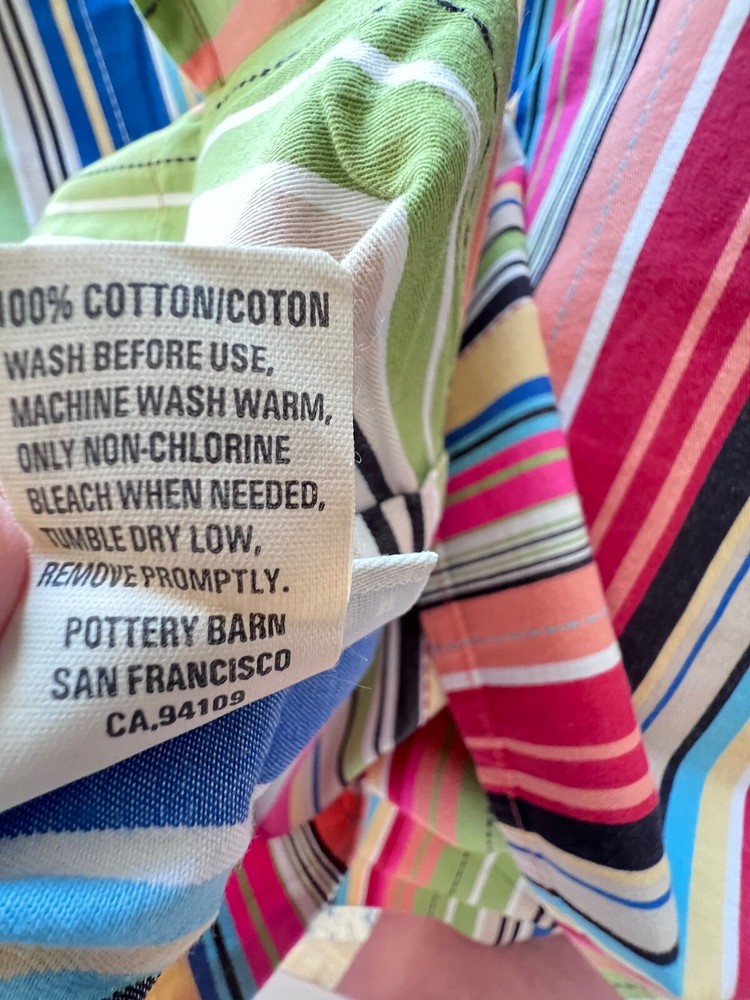 100% COTTON/COTON
WASH BEFORE USE,
MACHINE WASH WARM,
ONLY NON-CHLORINE
BLEACH WHEN NEEDED,
TUMBLE DRY LOW,
REMOVE PROMPTLY.
POTTERY BARN
SAN FRANCISCO
CA.94109